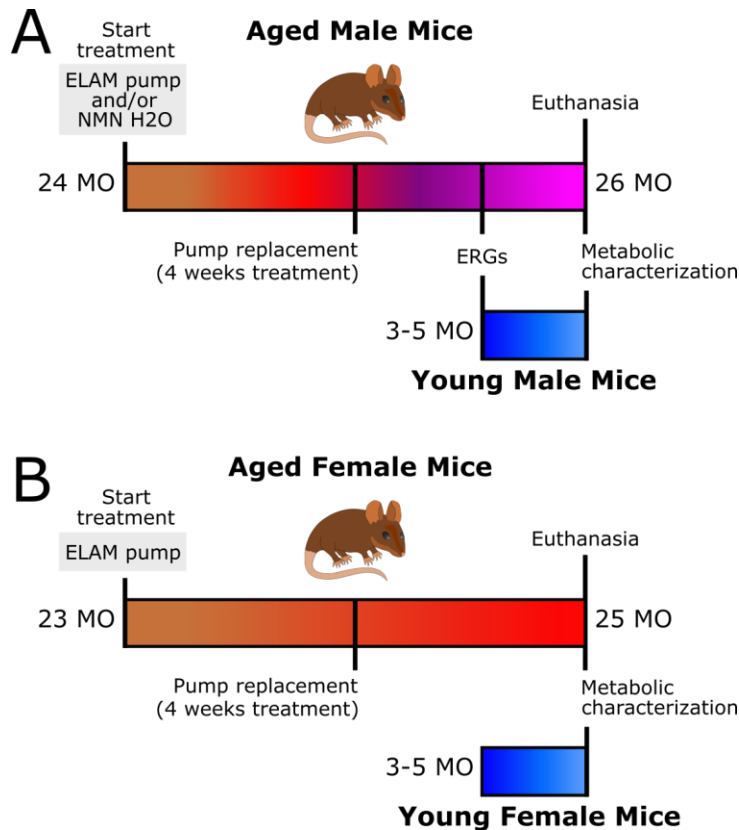 A
Aged Male Mice
Start
treatment
ELAM pump
and/or
NMN H2O
Euthanasia
24 MO
26 MO
Pump replacement
(4 weeks treatment)
ERGs
Metabolic
characterization
3-5 MO
Young Male Mice
B
Aged Female Mice
Start
treatment
ELAM pump
Euthanasia
23 MO
25 MO
Pump replacement
(4 weeks treatment)
Metabolic
characterization
3-5 MO
Young Female Mice